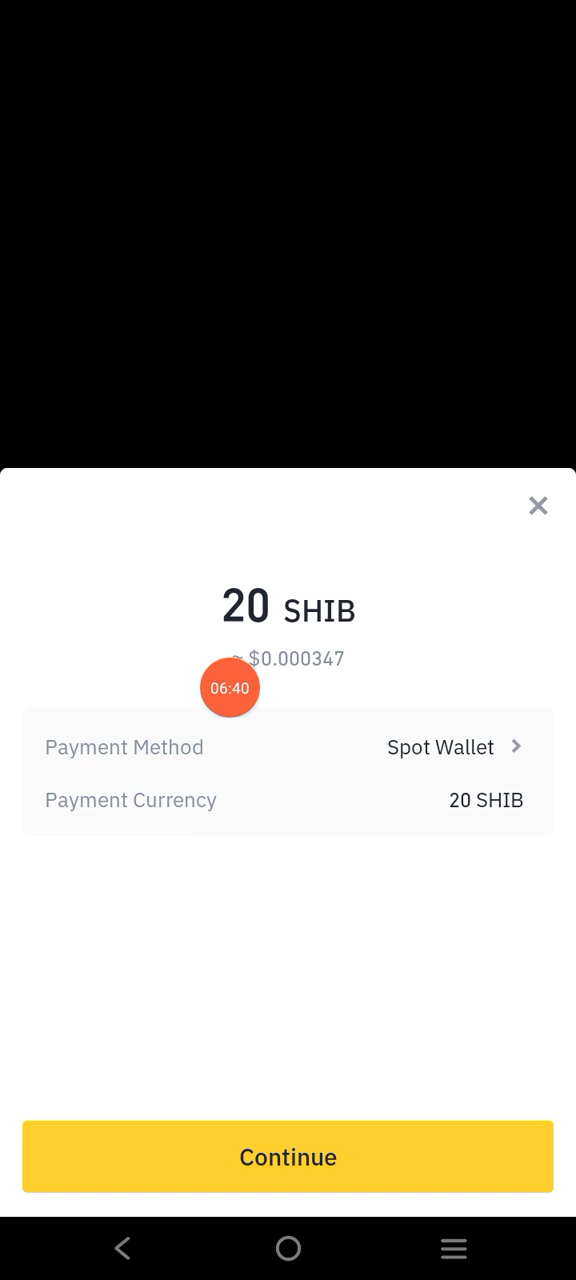 20 SHIB
≈ $0.000347
06:40
Payment Method Spot Wallet
Payment Currency 20 SHIB
Continue